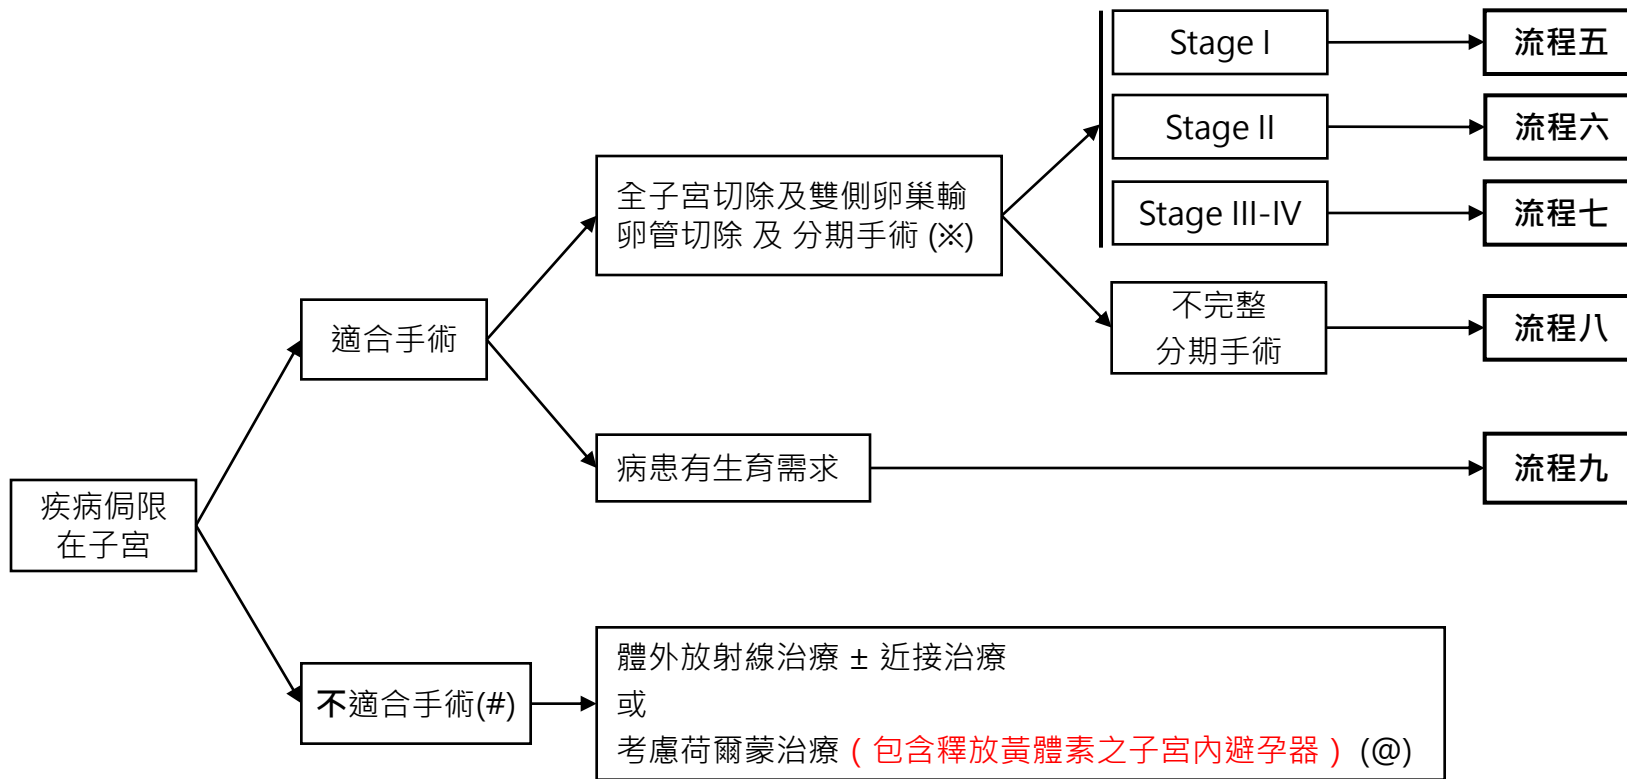 疾病侷限
在子宮
適合手術
全子宮切除及雙側卵巢輸
卵管切除 及 分期手術 (※)
Stage I
流程五
Stage II
流程六
Stage III-IV
流程七
不完整
分期手術
流程八
病患有生育需求
流程九
不適合手術(#)
體外放射線治療 ± 近接治療
或
考慮荷爾蒙治療 ( 包含釋放黃體素之子宮內避孕器 ) (@)